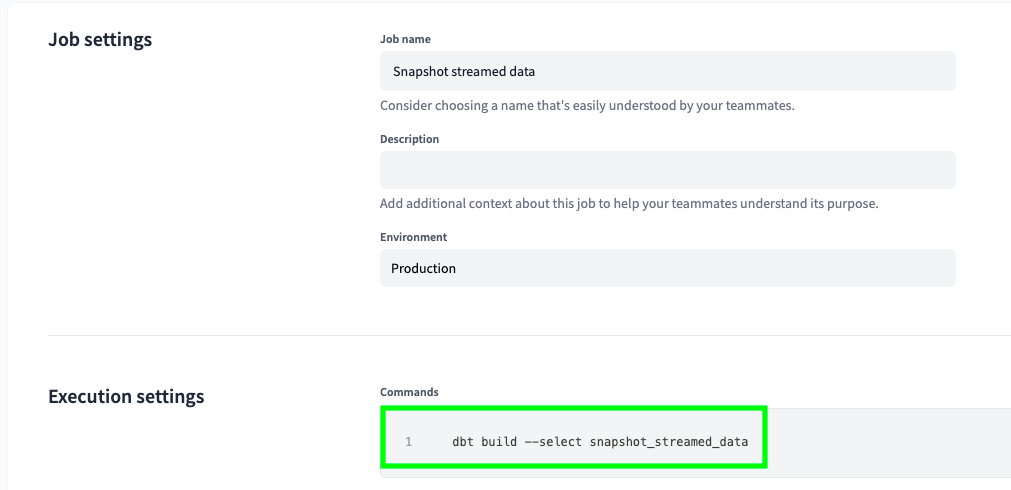 Job settings
Job name
Snapshot streamed data
Consider choosing a name that's easily understood by your teammates.
Description
Add additional context about this job to help your teammates understand its purpose.
Environment
Production
Execution settings
Commands
1 dbt build --select snapshot_streamed_data